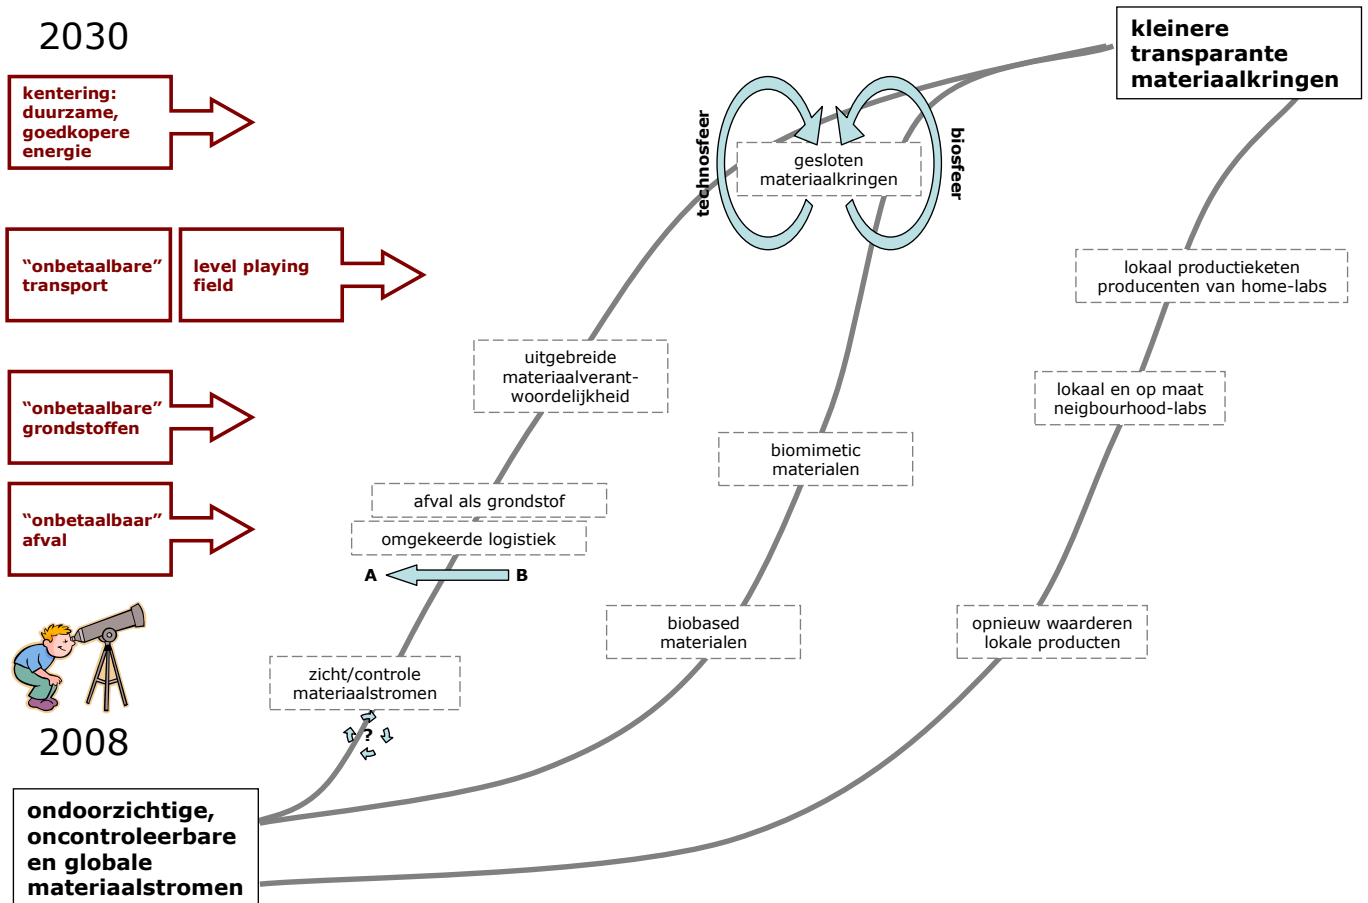 2030
kentering:
duurzame,
goedkopere
energie
"onbetaalbare"
transport
level playing
field
"onbetaalbare"
grondstoffen
"onbetaalbaar"
afval
2008
ondoorzichtige,
oncontroleerbare
en globale
materiaalstromen
zicht/controle
materiaalstromen
?
A
B
omgekeerde logistiek
afval als grondstof
uitgebreide
materiaalverant-
woordelijkheid
technosfeer
gesloten
materiaalkringen
biosfeer
biobased
materialen
biomimetic
materialen
opnieuw waarderen
lokale producten
lokaal en op maat
neigbourhood-labs
lokaal productieketen
producenten van home-labs
kleinere
transparante
materiaalkringen